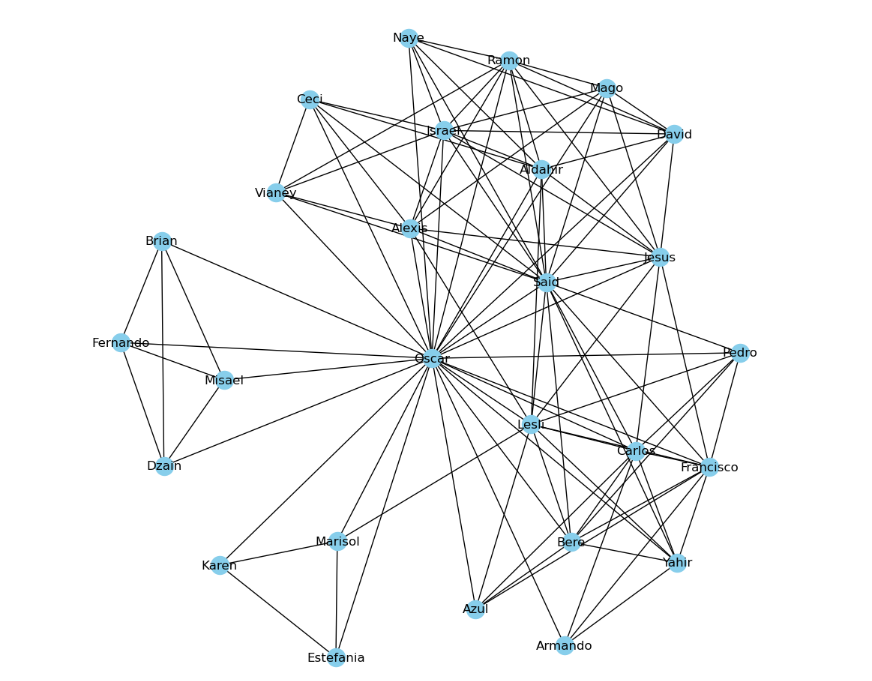 Naye
Ramon
Mago
Ceci
Israel
David
Aldahir
Vianey
Alexis
Brian
Jesus
Said
Fernando
Pedro
Oscar
Misael
Lesli
Carlos
Dzain
Francisco
Marisol
Bere
Karen
Yahir
Azul
Armando
Estefania